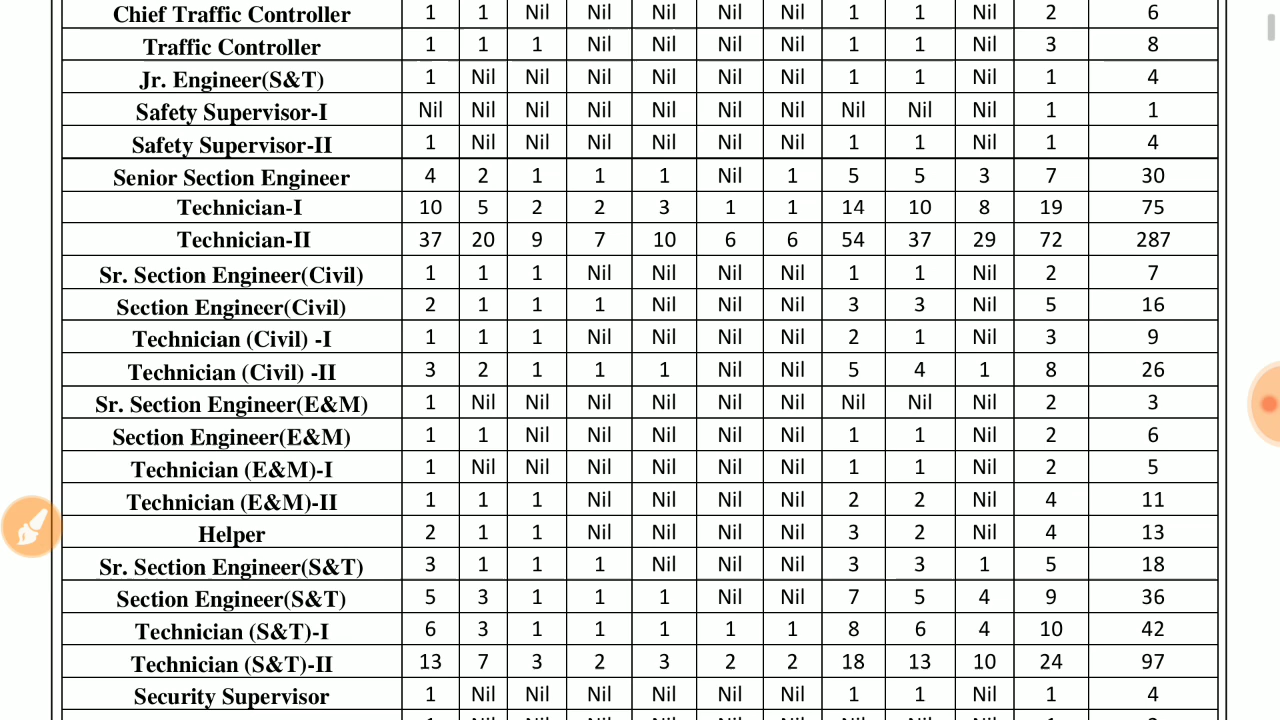 Chief Traffic Controller 1 1 Nil Nil Nil Nil Nil 1 1 Nil 2 6
Traffic Controller 1 1 1 Nil Nil Nil Nil 1 1 Nil 3 8
Jr. Engineer(S&T) 1 Nil Nil Nil Nil Nil Nil 1 1 Nil 1 4
Safety Supervisor-I Nil Nil Nil Nil Nil Nil Nil Nil Nil Nil 1 1
Safety Supervisor-II 1 Nil Nil Nil Nil Nil Nil 1 1 Nil 1 4
Senior Section Engineer 4 2 1 1 1 Nil 1 5 5 3 7 30
Technician-I 10 5 2 2 3 1 1 14 10 8 19 75
Technician-II 37 20 9 7 10 6 6 54 37 29 72 287
Sr. Section Engineer(Civil) 1 1 1 Nil Nil Nil Nil 1 1 Nil 2 7
Section Engineer(Civil) 2 1 1 1 Nil Nil Nil 3 3 Nil 5 16
Technician (Civil) -I 1 1 1 Nil Nil Nil Nil 2 1 Nil 3 9
Technician (Civil) -II 3 2 1 1 1 Nil Nil 5 4 1 8 26
Sr. Section Engineer(E&M) 1 Nil Nil Nil Nil Nil Nil Nil Nil Nil 2 3
Section Engineer(E&M) 1 1 Nil Nil Nil Nil Nil 1 1 Nil 2 6
Technician (E&M)-I 1 Nil Nil Nil Nil Nil Nil 1 1 Nil 2 5
Technician (E&M)-II 1 1 1 Nil Nil Nil Nil 2 2 Nil 4 11
Helper 2 1 1 Nil Nil Nil Nil 3 2 Nil 4 13
Sr. Section Engineer(S&T) 3 1 1 1 Nil Nil Nil 3 3 1 5 18
Section Engineer(S&T) 5 3 1 1 1 Nil Nil 7 5 4 9 36
Technician (S&T)-I 6 3 1 1 1 1 1 8 6 4 10 42
Technician (S&T)-II 13 7 3 2 3 2 2 18 13 10 24 97
Security Supervisor 1 Nil Nil Nil Nil Nil Nil 1 1 Nil 1 4